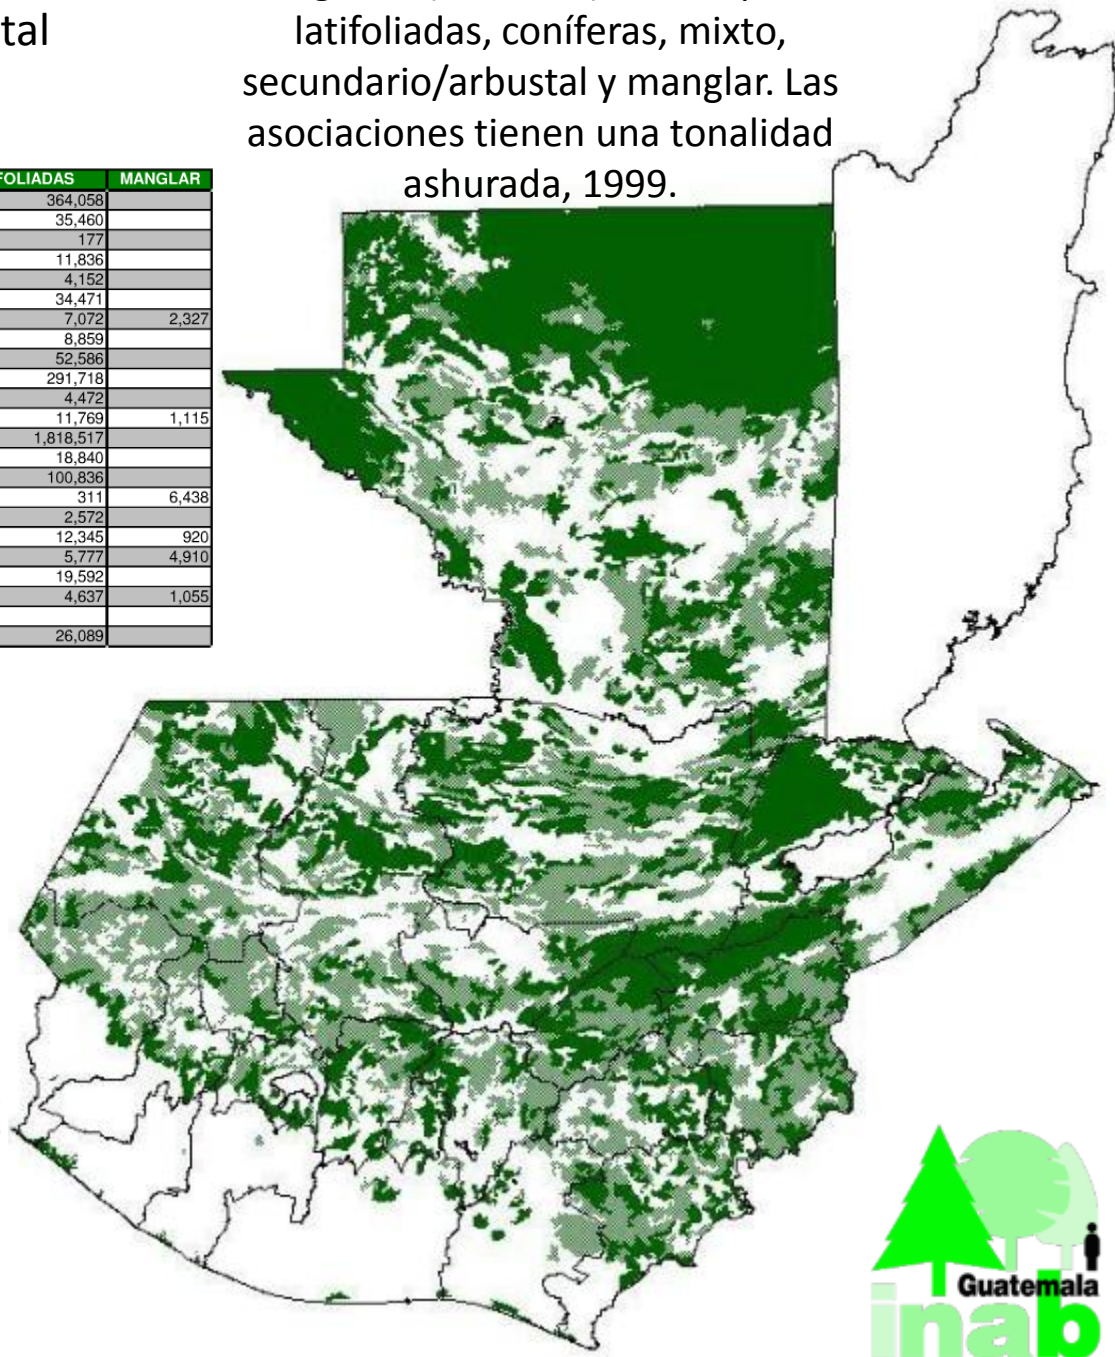 tal
latifoliadas, coníferas, mixto,
secundario/arbustal y manglar. Las
asociaciones tienen una tonalidad
ashurada, 1999.
FOLIADAS MANGLAR
364,058
35,460
177
11,836
4,152
34,471
7,072 2,327
8,859
52,586
291,718
4,472
11,769 1,115
1,818,517
18,840
100,836
311 6,438
2,572
12,345 920
5,777 4,910
19,592
4,637 1,055
26,089
Guatemala
inab